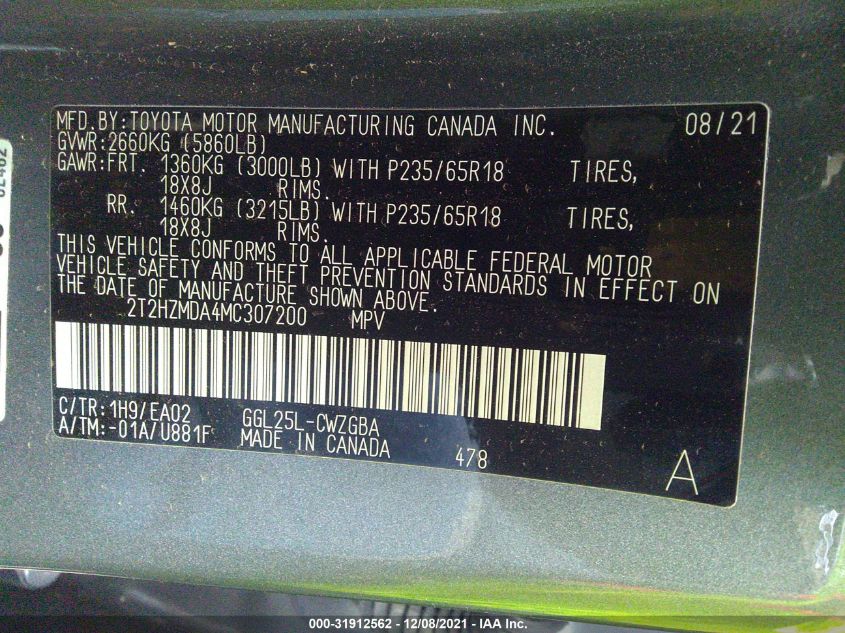 MFD.BY:TOYOTA MOTOR MANUFACTURING CANADA INC. 08/21
GVWR:2660KG (5860LB)
GAWR:FRT. 1360KG (3000LB) WITH P235/65R18 TIRES,
18X8J RIMS.
RR. 1460KG (3215LB) WITH P235/65R18 TIRES,
18X8J RIMS.
THIS VEHICLE CONFORMS TO ALL APPLICABLE FEDERAL MOTOR
VEHICLE SAFETY AND THEFT PREVENTION STANDARDS IN EFFECT ON
THE DATE OF MANUFACTURE SHOWN ABOVE.
2T2HZMDA4MC307200 MPV
C/TR:1H9/EA02 GGL25L-CWZGBA
A/TM:-01A/U881F MADE IN CANADA 478 A
000-31912562 - 12/08/2021 - IAA Inc.